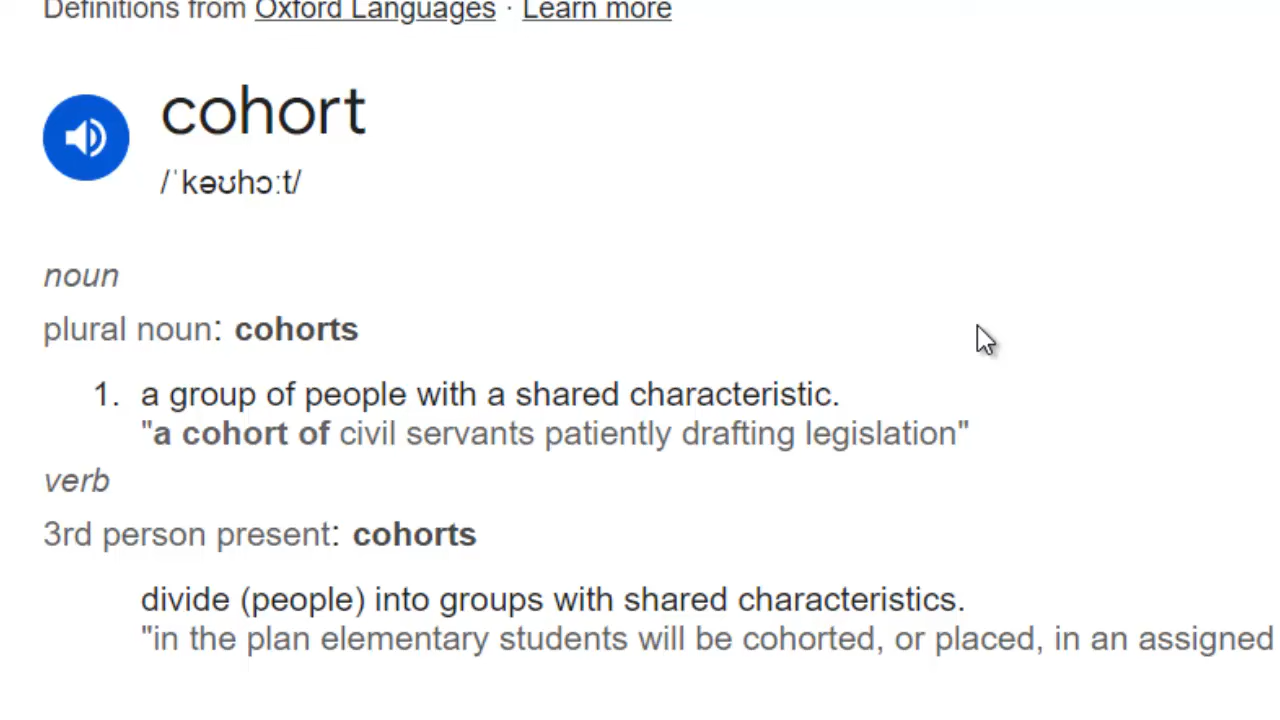 Definitions from Oxford Languages · Learn more
cohort
/ˈkəʊhɔːt/
noun
plural noun: cohorts
1. a group of people with a shared characteristic.
"a cohort of civil servants patiently drafting legislation"
verb
3rd person present: cohorts
divide (people) into groups with shared characteristics.
"in the plan elementary students will be cohorted, or placed, in an assigned